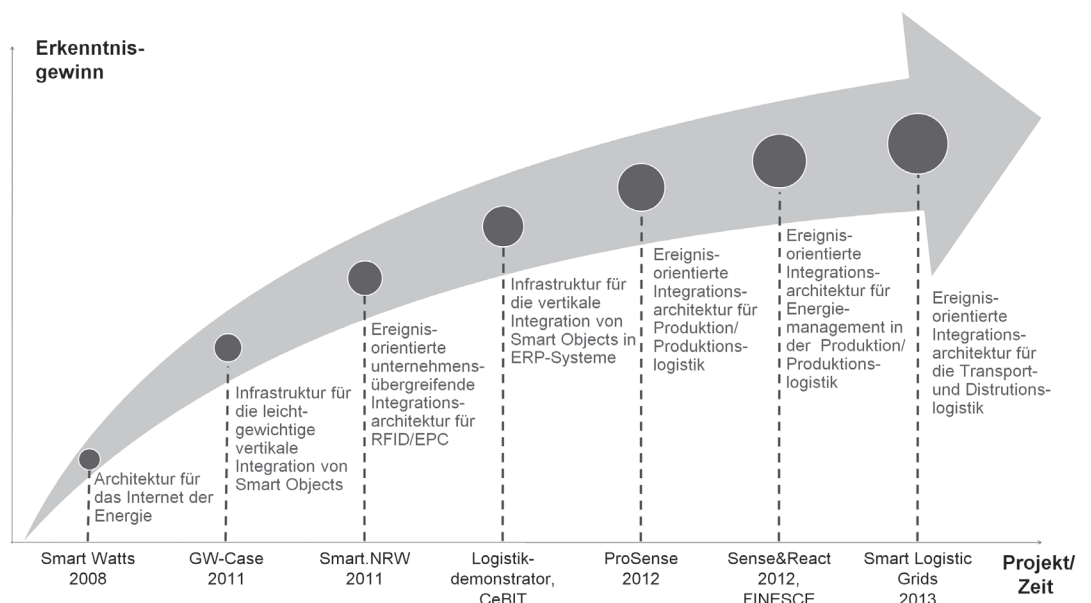 Erkenntnis-
gewinn
Architektur für
das Internet der
Energie
Infrastruktur für
die leicht-
gewichtige
vertikale
Integration von
Smart Objects
Ereignis-
orientierte
unternehmens-
übergreifende
Integrations-
architektur für
RFID/EPC
Infrastruktur für
die vertikale
Integration von
Smart Objects in
ERP-Systeme
Ereignis-
orientierte
Integrations-
architektur für
Produktion/
Produktions-
logistik
Ereignis-
orientierte
Integrations-
architektur für
Energie-
management in
der Produktion/
Produktions-
logistik
Ereignis-
orientierte
Integrations-
architektur für
die Transport-
und Distrutions-
logistik
Smart Watts
2008
GW-Case
2011
Smart.NRW
2011
Logistik-
demonstrator,
CeBIT
ProSense
2012
Sense&React
2012,
FINESCE
Smart Logistic
Grids
2013
Projekt/
Zeit